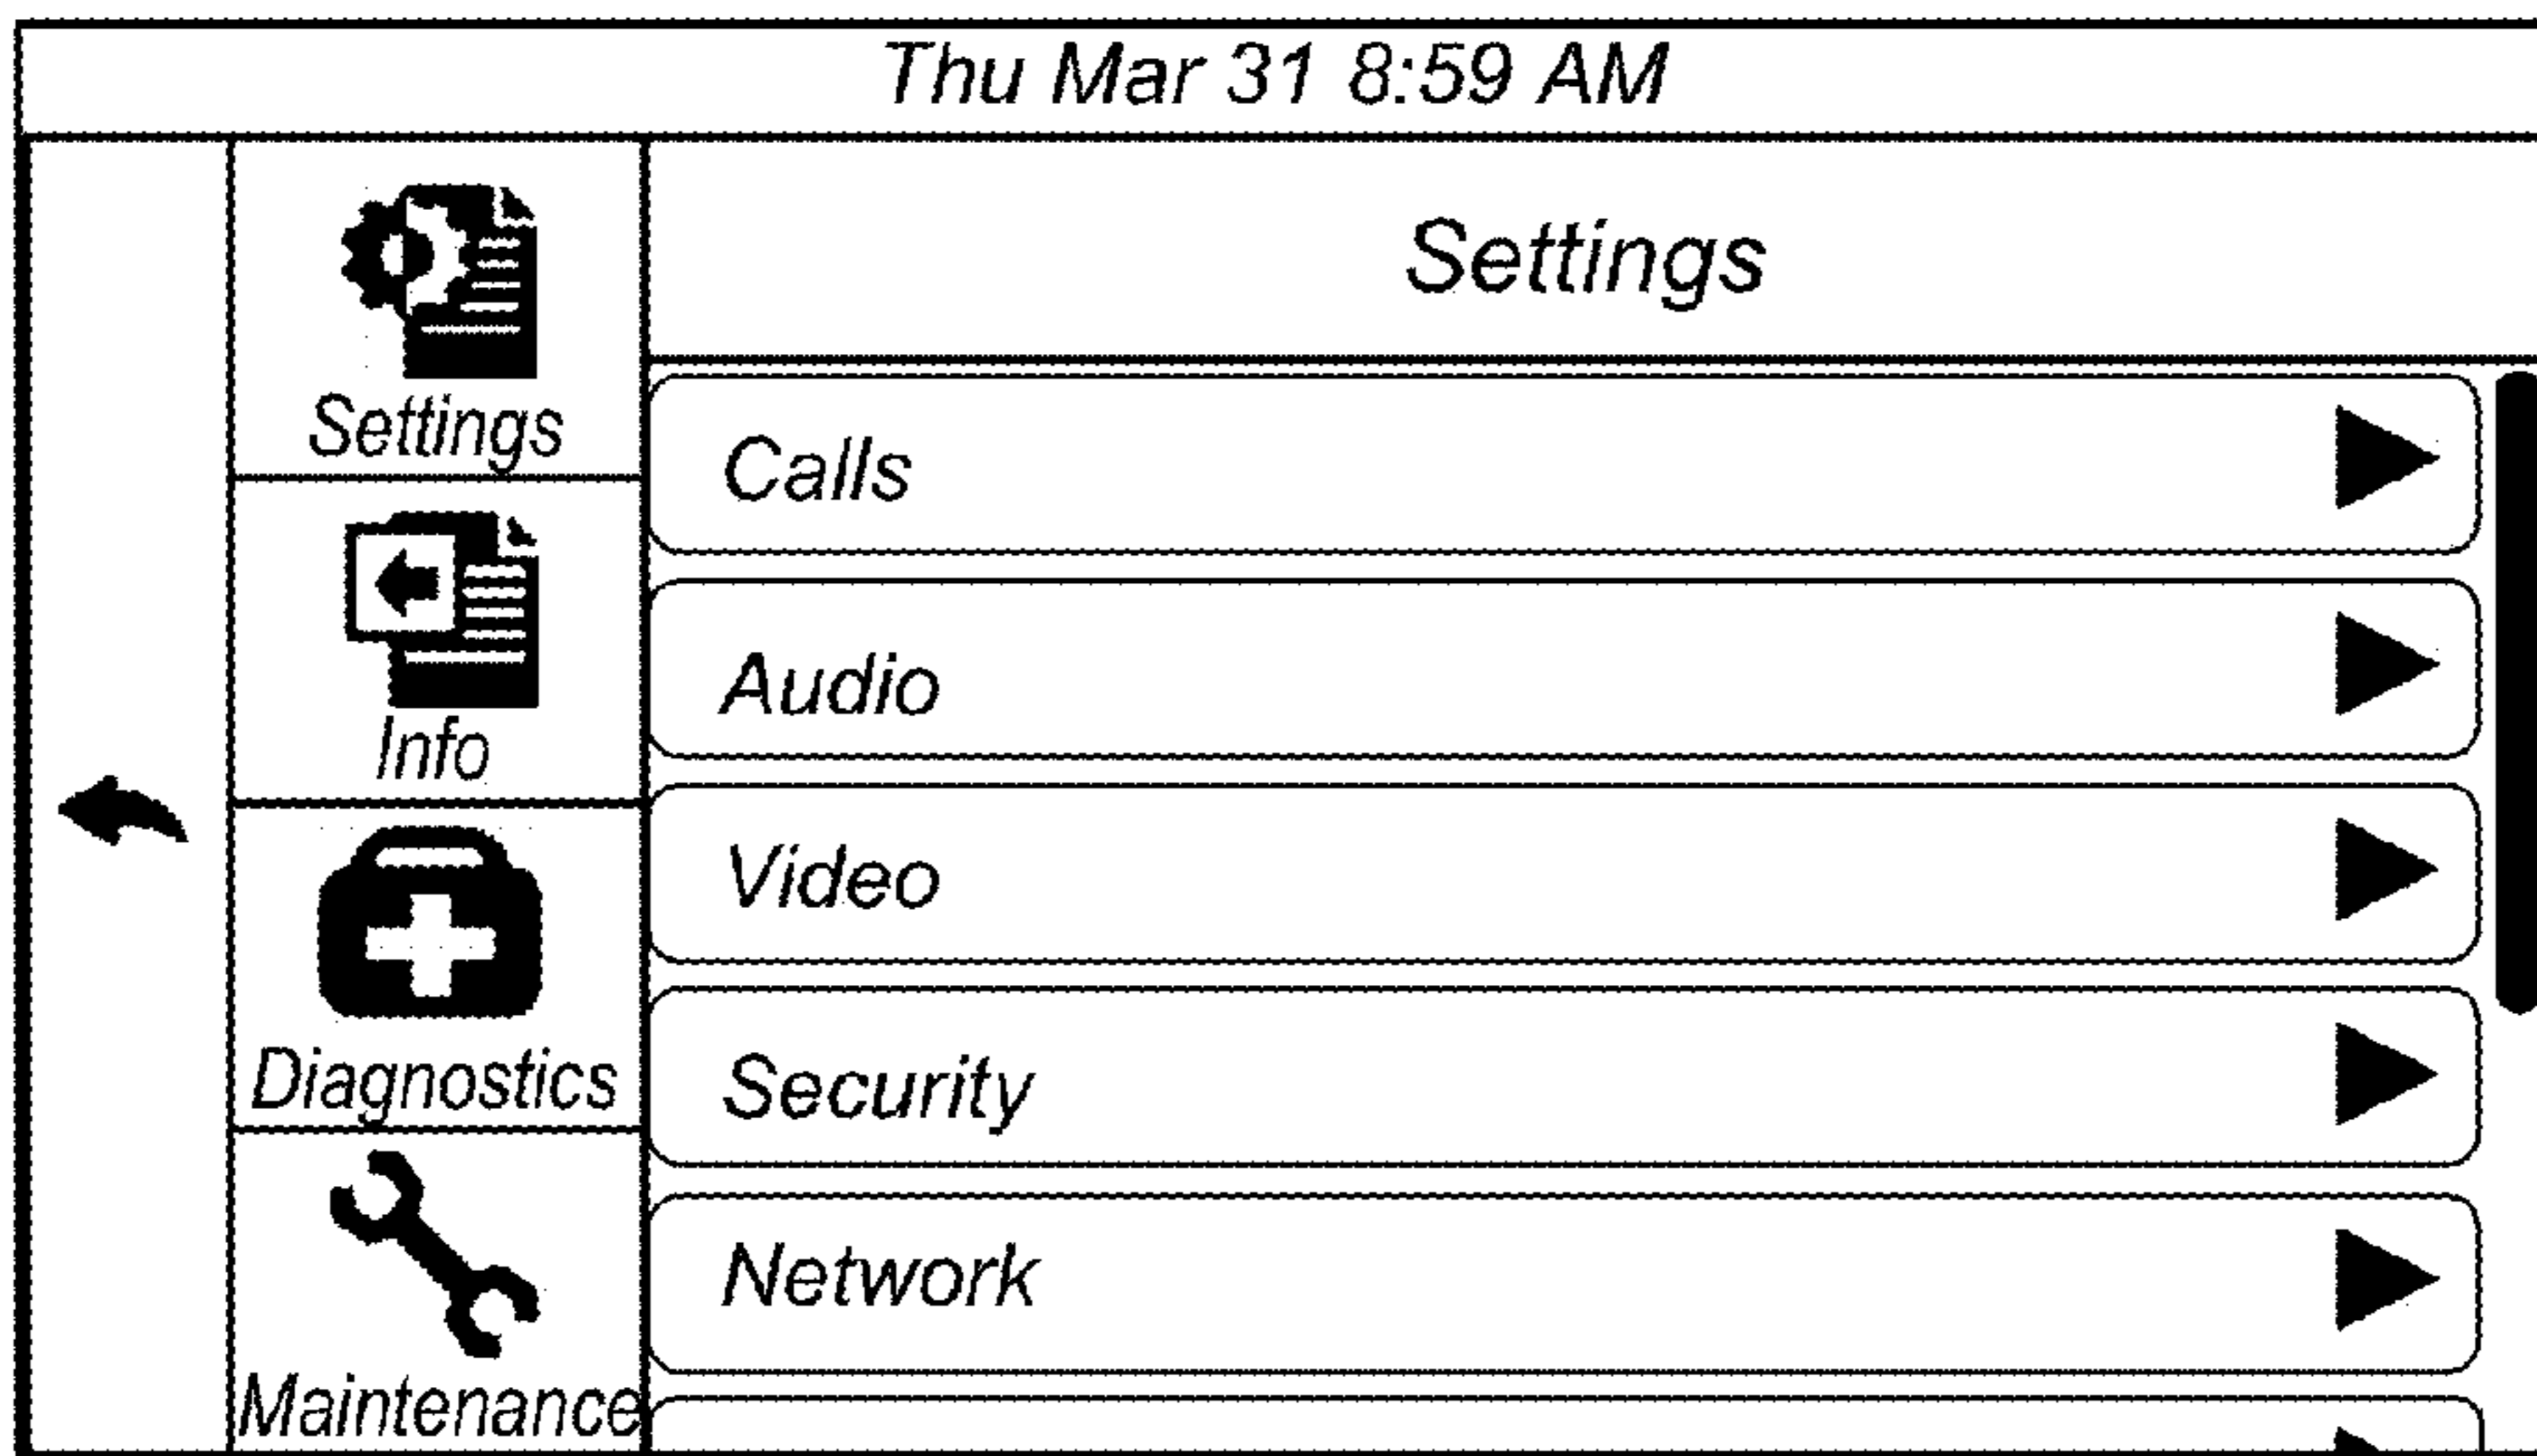 Thu Mar 31 8:59 AM
Settings
Info
Diagnostics
Maintenance
Settings
Calls
Audio
Video
Security
Network